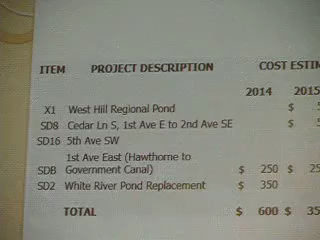 ITEM PROJECT DESCRIPTION COST ESTIM
2014 2015
X1 West Hill Regional Pond $
SD8 Cedar Ln S, 1st Ave E to 2nd Ave SE $
SD16 5th Ave SW
1st Ave East (Hawthorne to
SDB Government Canal) $ 250 $ 25
SD2 White River Pond Replacement $ 350
TOTAL $ 600 $ 35